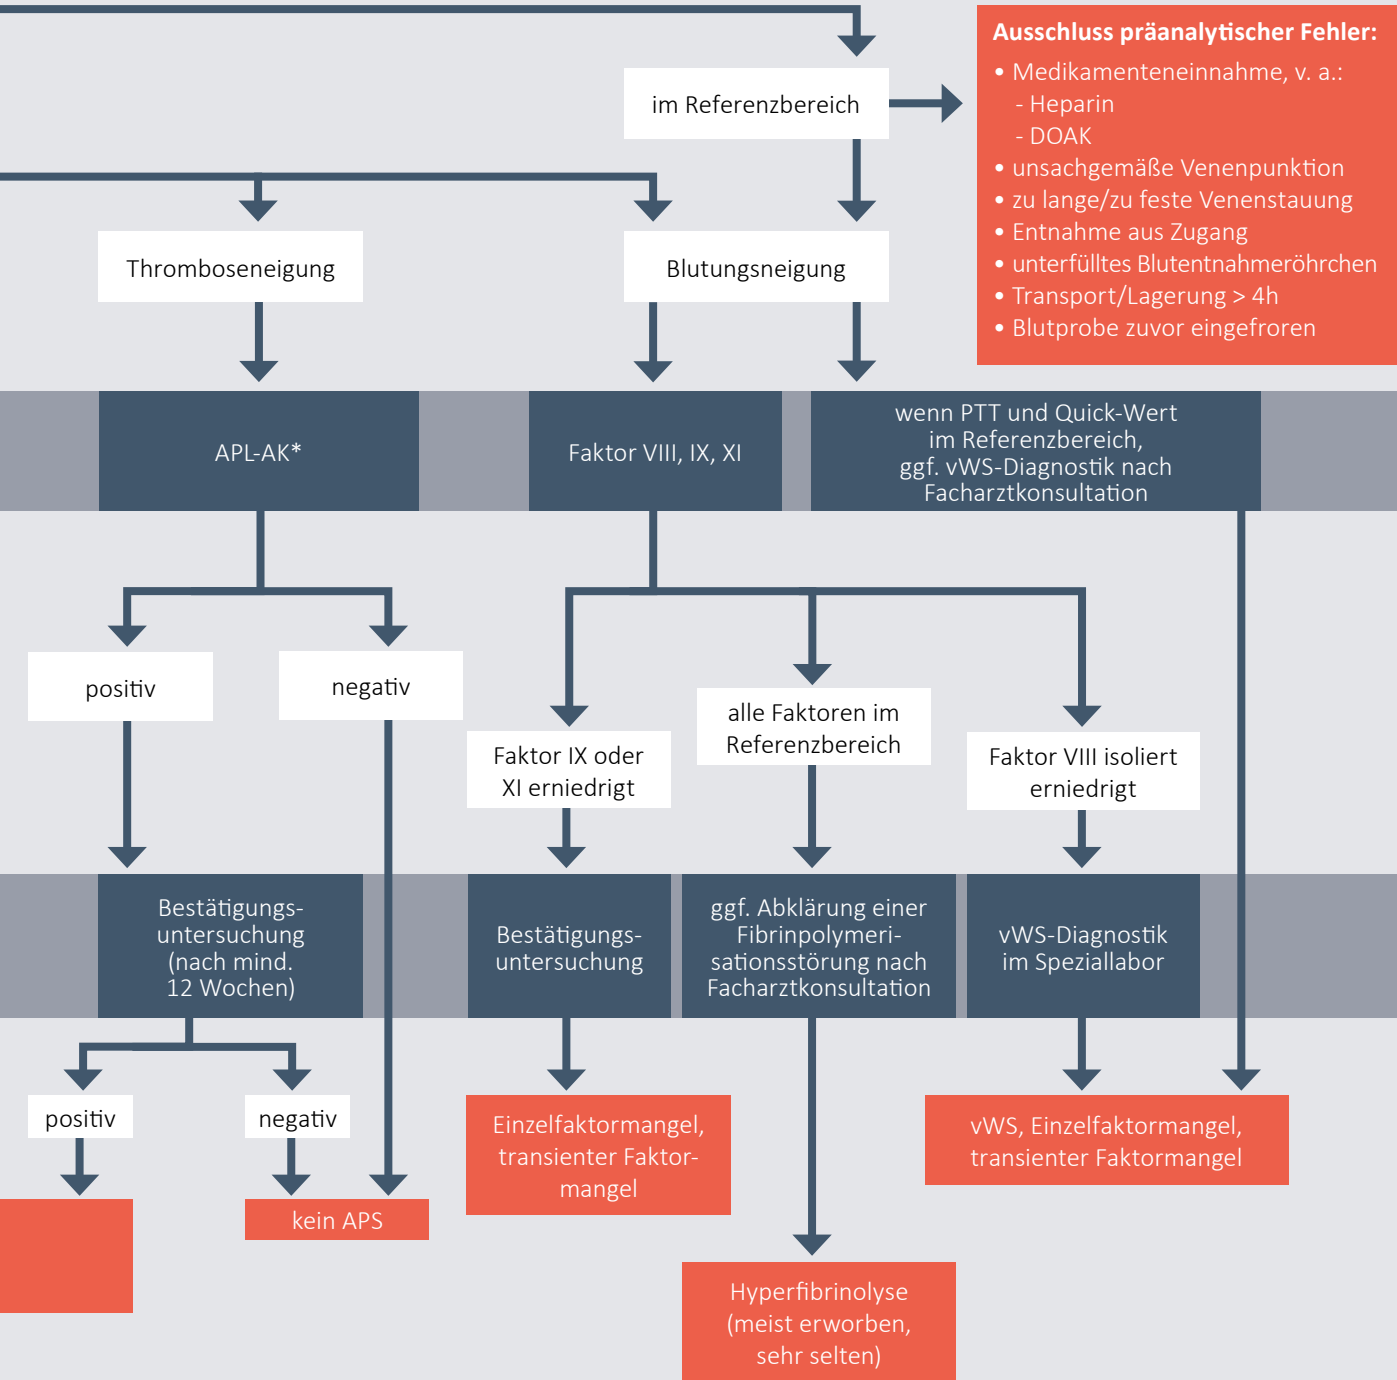 Ausschluss präanalytischer Fehler:
• Medikamenteneinnahme, v. a.:
- Heparin
- DOAK
• unsachgemäße Venenpunktion
• zu lange/zu feste Venenstauung
• Entnahme aus Zugang
• unterfülltes Blutentnahmeröhrchen
• Transport/Lagerung > 4h
• Blutprobe zuvor eingefroren
im Referenzbereich
Thromboseneigung
Blutungsneigung
APL-AK*
Faktor VIII, IX, XI
wenn PTT und Quick-Wert
im Referenzbereich,
ggf. vWS-Diagnostik nach
Facharztkonsultation
positiv
negativ
Faktor IX oder
XI erniedrigt
alle Faktoren im
Referenzbereich
Faktor VIII isoliert
erniedrigt
Bestätigungs-
untersuchung
(nach mind.
12 Wochen)
Bestätigungs-
untersuchung
ggf. Abklärung einer
Fibrinpolymeri-
sationsstörung nach
Facharztkonsultation
vWS-Diagnostik
im Speziallabor
positiv
negativ
kein APS
Einzelfaktormangel,
transienter Faktor-
mangel
vWS, Einzelfaktormangel,
transienter Faktormangel
Hyperfibrinolyse
(meist erworben,
sehr selten)